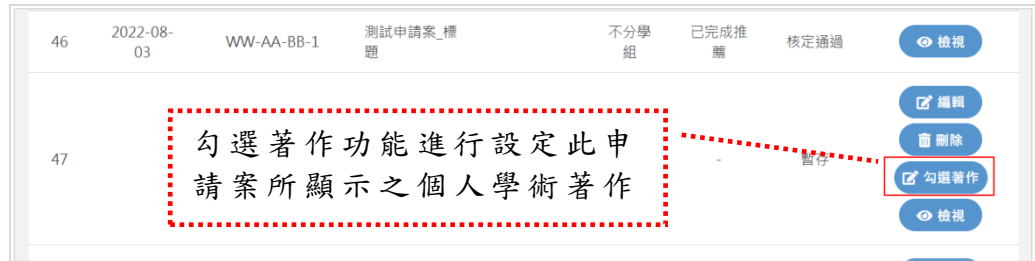 46 2022-08-03 WW-AA-BB-1 測試申請案_標題 不分學組 已完成推薦 核定通過 檢視
編輯
刪除
47 - 暫存
勾選著作
檢視
勾選著作功能進行設定此申
請案所顯示之個人學術著作